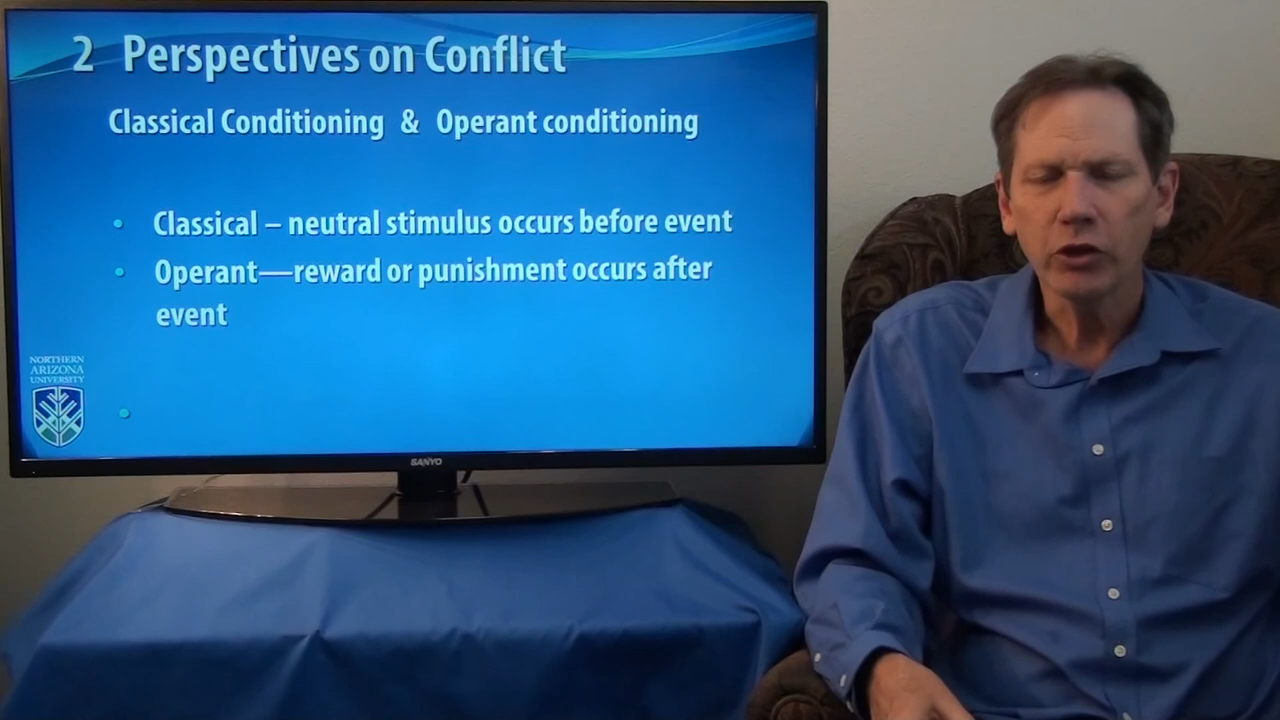 2 Perspectives on Conflict
Classical Conditioning & Operant conditioning
• Classical – neutral stimulus occurs before event
• Operant—reward or punishment occurs after
event
•
NORTHERN
ARIZONA
UNIVERSITY
SANYO